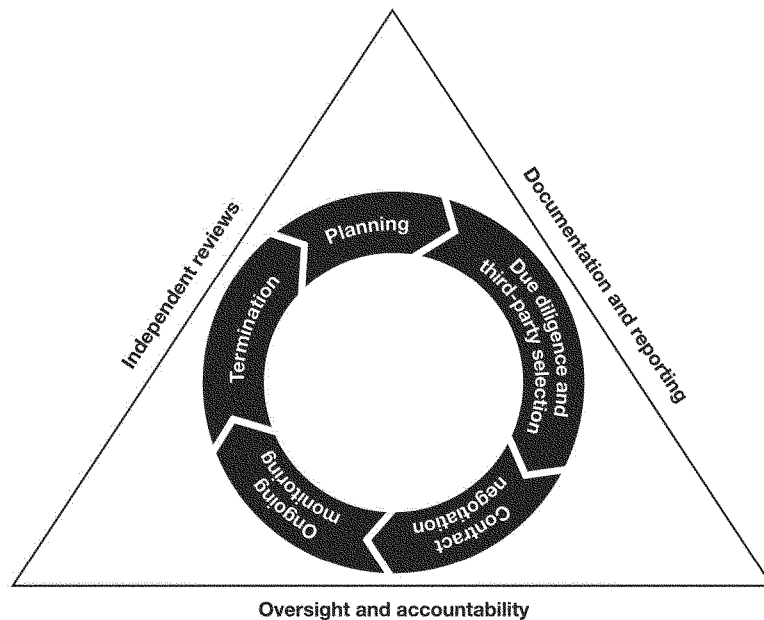 Independent reviews
Documentation and reporting
Planning
Due diligence and
third-party selection
Contract
negotiation
Ongoing
monitoring
Termination
Oversight and accountability